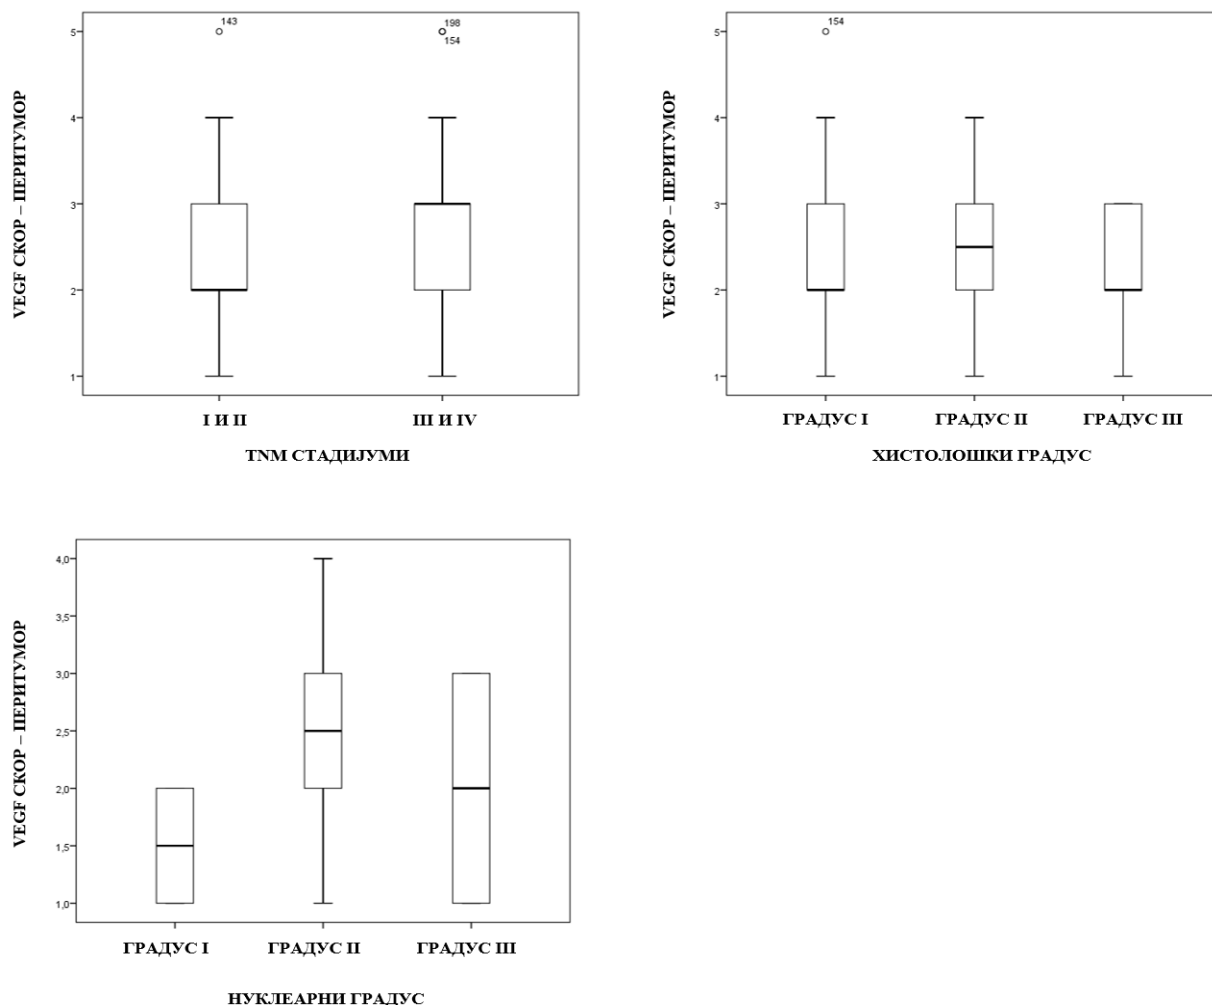 VEGF СКОР – ПЕРИТУМОР
5
4
3
2
1
143
198
154
I И II
III И IV
TNM СТАДИЈУМИ
VEGF СКОР – ПЕРИТУМОР
5
4
3
2
1
154
ГРАДУС I
ГРАДУС II
ГРАДУС III
ХИСТОЛОШКИ ГРАДУС
VEGF СКОР – ПЕРИТУМОР
4,0
3,5
3,0
2,5
2,0
1,5
1,0
ГРАДУС I
ГРАДУС II
ГРАДУС III
НУКЛЕАРНИ ГРАДУС